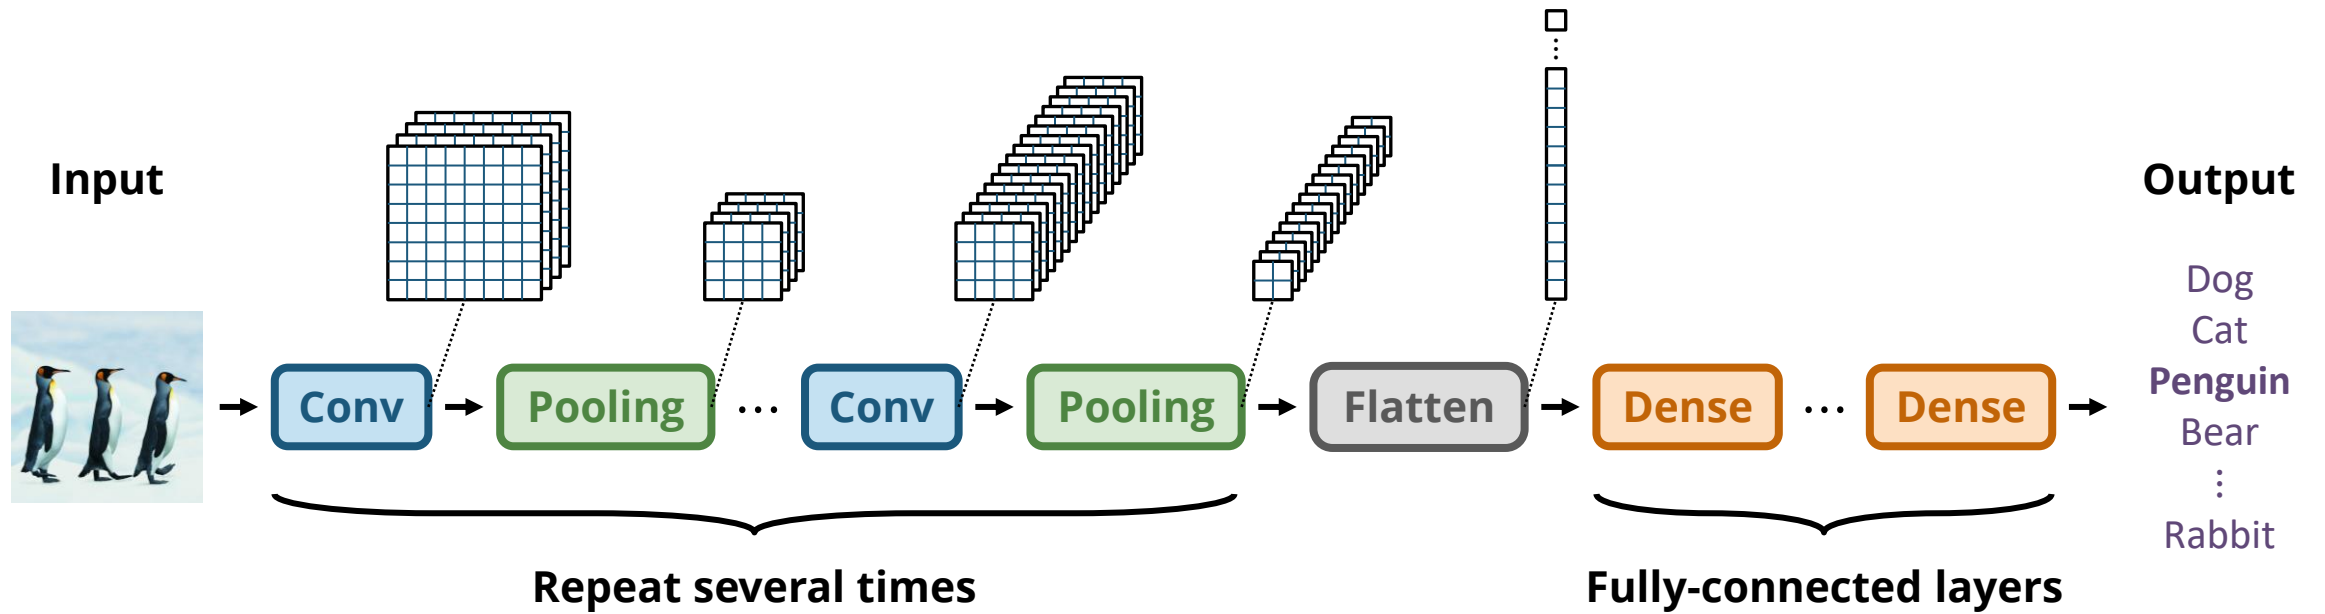 Input
Conv
Pooling
...
Conv
Pooling
Flatten
Dense
...
Dense
Repeat several times
Fully-connected layers
Output
Dog
Cat
Penguin
Bear
⋮
Rabbit